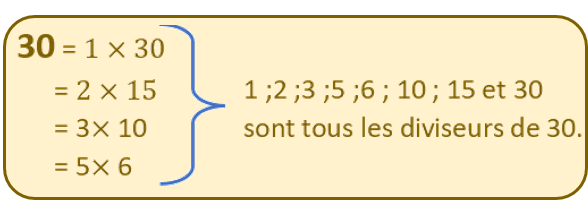 30 = 1 × 30
= 2 × 15
= 3× 10
= 5× 6
1 ;2 ;3 ;5 ;6 ; 10 ; 15 et 30
sont tous les diviseurs de 30.